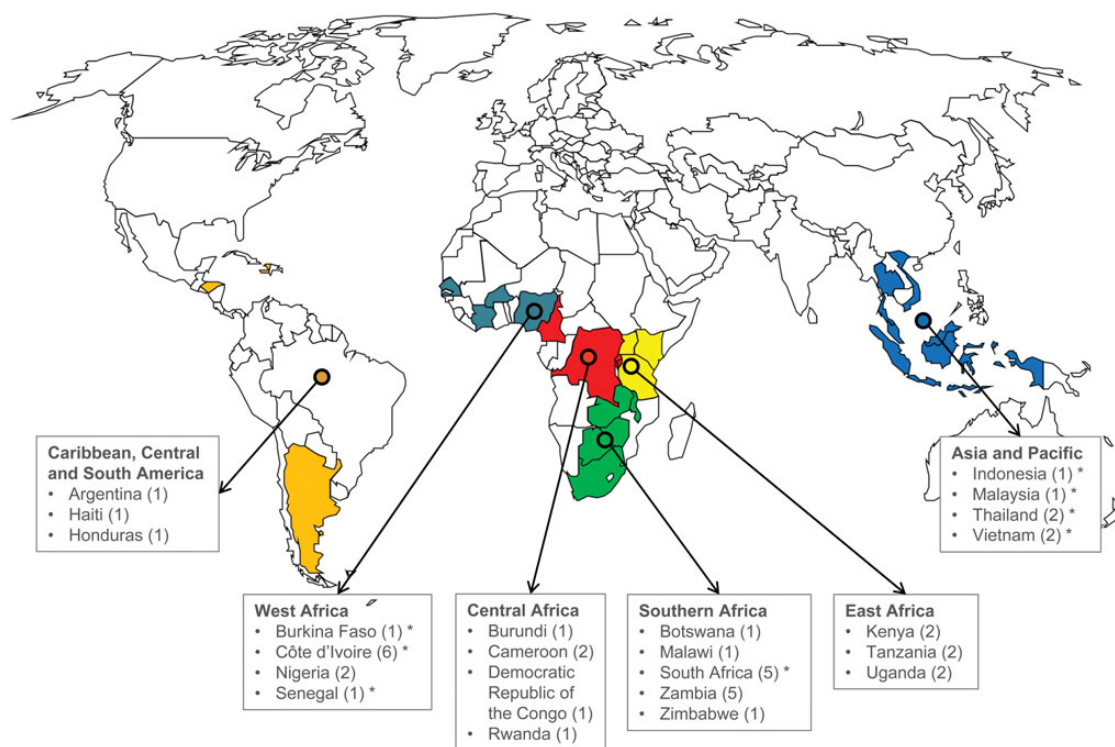 Caribbean, Central
and South America
• Argentina (1)
• Haiti (1)
• Honduras (1)
West Africa
• Burkina Faso (1) *
• Côte d’Ivoire (6) *
• Nigeria (2)
• Senegal (1) *
Central Africa
• Burundi (1)
• Cameroon (2)
• Democratic
Republic of
the Congo (1)
• Rwanda (1)
Southern Africa
• Botswana (1)
• Malawi (1)
• South Africa (5) *
• Zambia (5)
• Zimbabwe (1)
East Africa
• Kenya (2)
• Tanzania (2)
• Uganda (2)
Asia and Pacific
• Indonesia (1) *
• Malaysia (1) *
• Thailand (2) *
• Vietnam (2) *